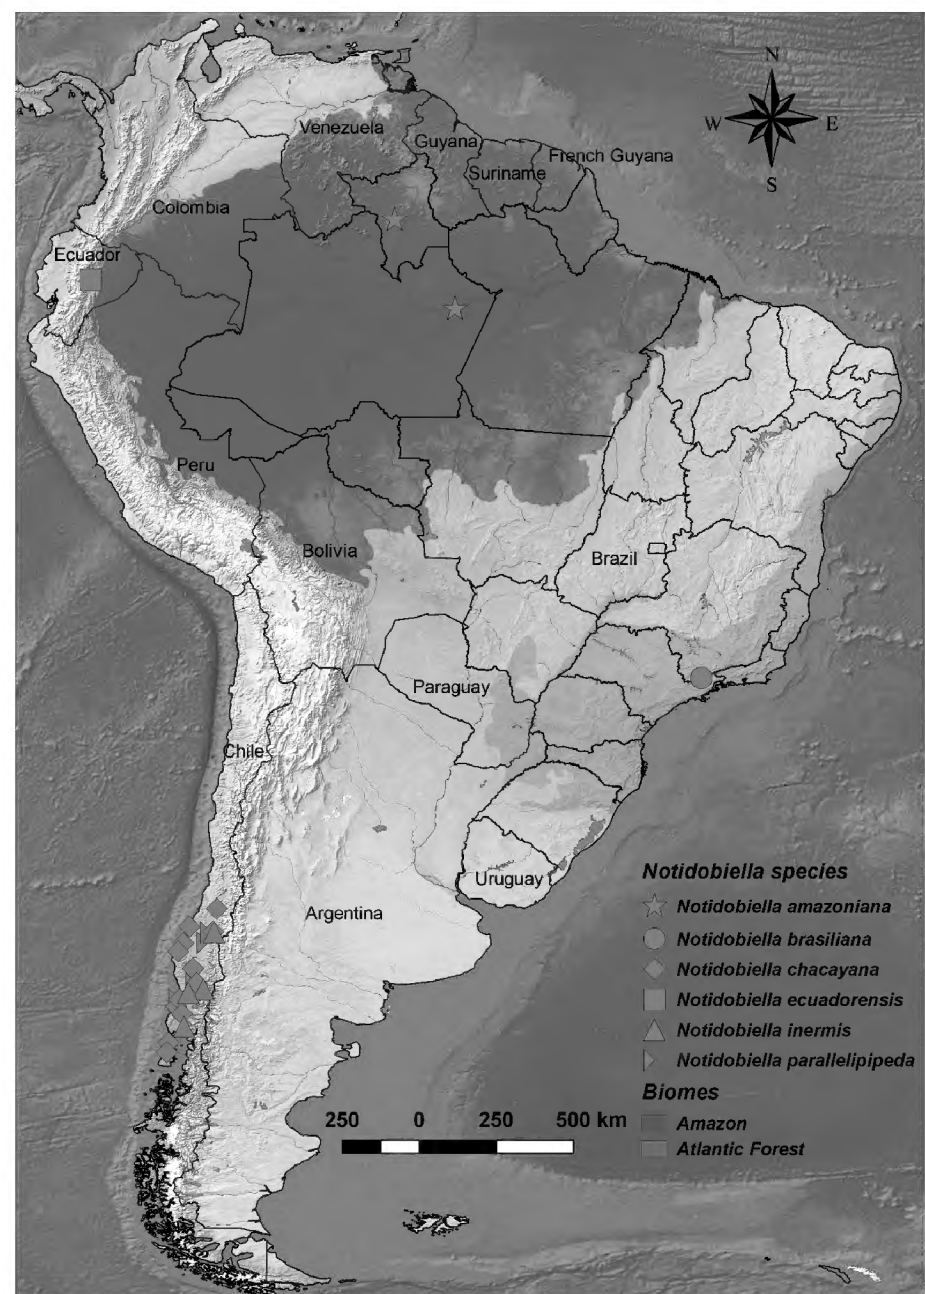 N
W E
S
Venezuela
Guyana
French Guyana
Suriname
Colombia
Ecuador
Peru
Bolivia
Brazil
Paraguay
Chile
Uruguay
Argentina
Notidobiella species
Notidobiella amazoniana
Notidobiella brasiliana
Notidobiella chacayana
Notidobiella ecuadorensis
Notidobiella inermis
Notidobiella parallelipipeda
Biomes
Amazon
Atlantic Forest
250 0 250 500 km